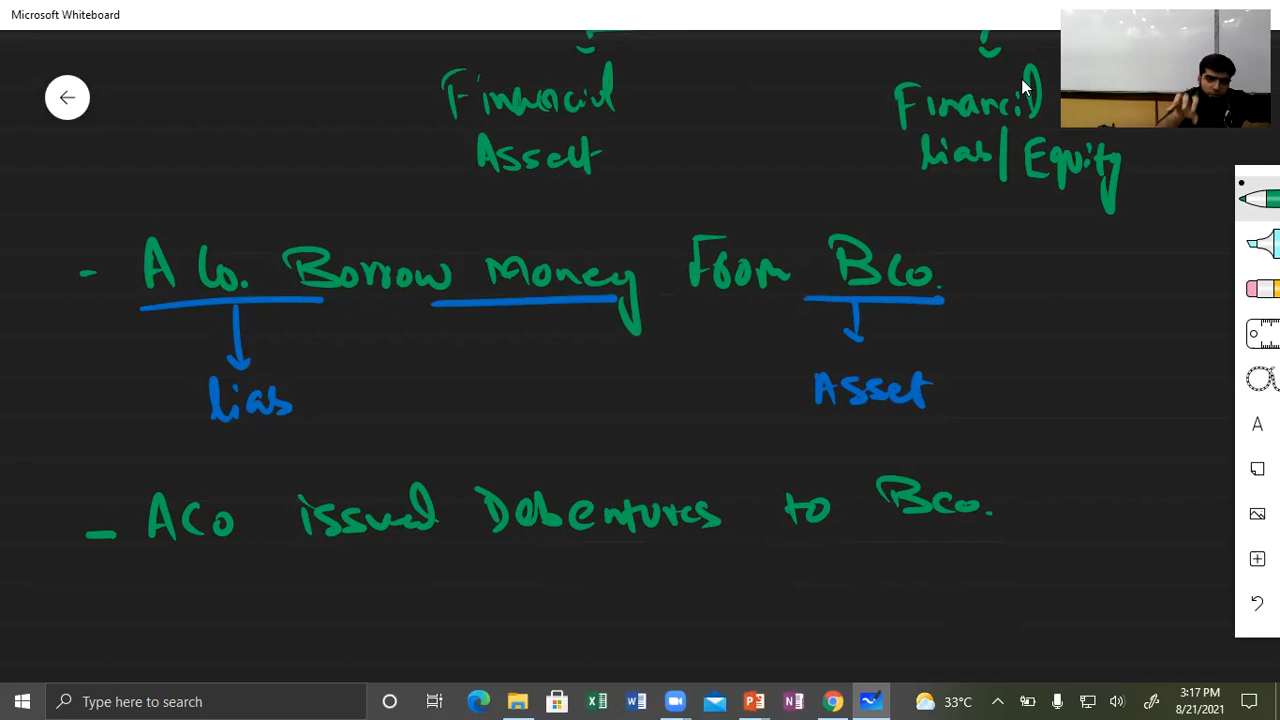 Microsoft Whiteboard
Financial Asset
Financil Liab/Equity
- A Co. Borrow Money From B Co.
Liab
Asset
- A Co issued Debentures to B Co.
A
Type here to search
33°C
3:17 PM
8/21/2021